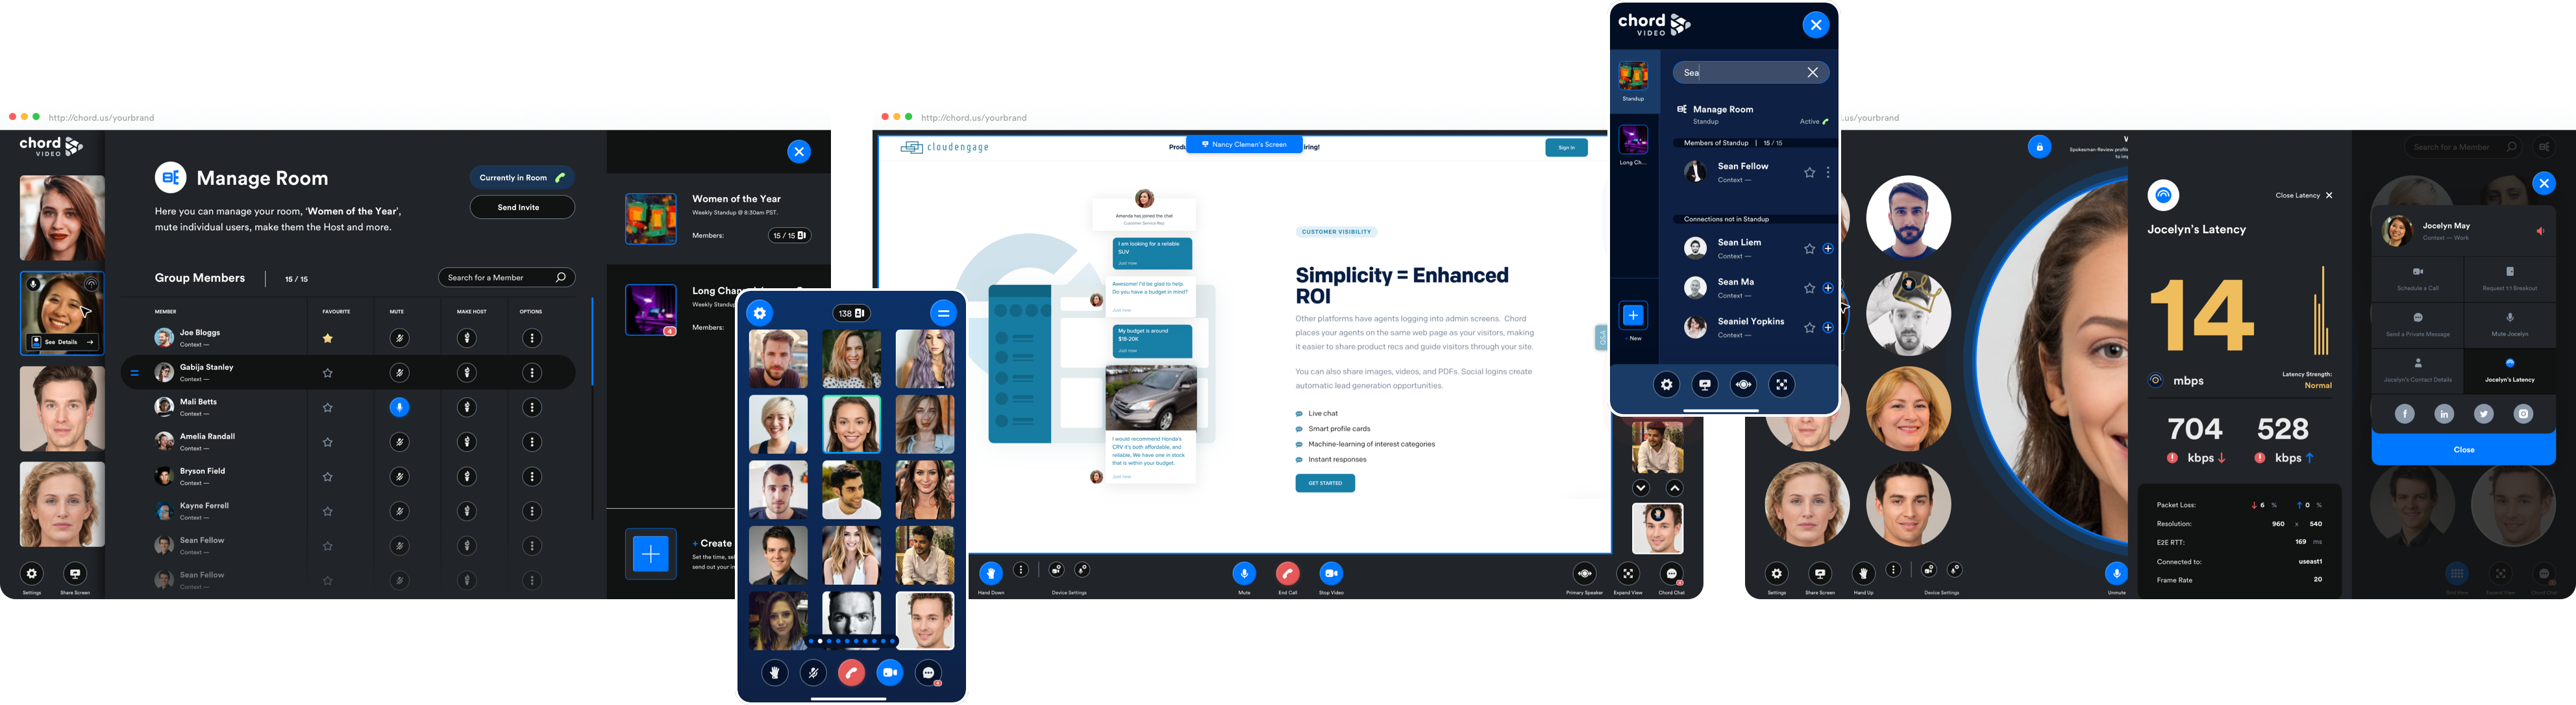 http://chord.us/yourbrand
chord
VIDEO
Manage Room
Here you can manage your room, 'Women of the Year',
mute individual users, make them the Host and more.
Currently in Room
Send Invite
Group Members
15 / 15
Search for a Member
MEMBER
FAVOURITE
MUTE
MAKE HOST
OPTIONS
Joe Bloggs
Context —
Gabija Stanley
Context —
Mali Betts
Context —
Amelia Randall
Context —
Bryson Field
Context —
Kayne Ferrell
Context —
Sean Fellow
Context —
Sean Fellow
Context —
See Details
Settings
Share Screen
Women of the Year
Weekly Standup @ 8:30am PST.
Members:
15 / 15
Long Chan
Weekly Standup
Members:
4
+ Create
Set the time, sel
send out your in
138
http://chord.us/yourbrand
cloudengage
Produ
Nancy Clemen's Screen
iring!
Sign In
Amanda has joined the chat
Customer Service Rep
I am looking for a reliable
SUV
Just now
Awesome! I'd be glad to help.
Do you have a budget in mind?
Just now
My budget is around
$18-20K
Just now
I would recommend Honda's
CRV it's both affordable, and
reliable, We have one in stock
that is within your budget.
Just now
CUSTOMER VISIBILITY
Simplicity = Enhanced
ROI
Other platforms have agents logging into admin screens. Chord
places your agents on the same web page as your visitors, making
it easier to share product recs and guide visitors through your site.
You can also share images, videos, and PDFs. Social logins create
automatic lead generation opportunities.
Live chat
Smart profile cards
Machine-learning of interest categories
Instant responses
GET STARTED
Q&A
Hand Down
Device Settings
Mute
End Call
Stop Video
Primary Speaker
Expand View
Chord Chat
chord
VIDEO
Sea
Standup
Long Ch...
- New
Manage Room
Standup
Active
Members of Standup | 15 / 15
Sean Fellow
Context —
Connections not in Standup
Sean Liem
Context —
Sean Ma
Context —
Seaniel Yopkins
Context —
.us/yourbrand
Spokesman-Review profile
to im
Settings
Share Screen
Hand Up
Device Settings
Unmute
Close Latency
Jocelyn's Latency
14
mbps
Latency Strength:
Normal
704
kbps
528
kbps
Packet Loss:
6 %
0 %
Resolution:
960 x 540
E2E RTT:
169 ms
Connected to:
useast1
Frame Rate
20
Search for a Member
Jocelyn May
Context — Work
Schedule a Call
Request 1:1 Breakout
Send a Private Message
Mute Jocelyn
Jocelyn's Contact Details
Jocelyn's Latency
Close
Grid View
Expand View
Chord Chat